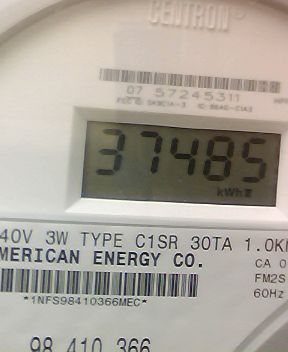 CENTRON®
07 57245311
37485
kWh
40V 3W TYPE C1SR 30TA 1.0K
MERICAN ENERGY CO.
CA 0
FM2S
60Hz
*1NFS98410366MEC*
98 410 366